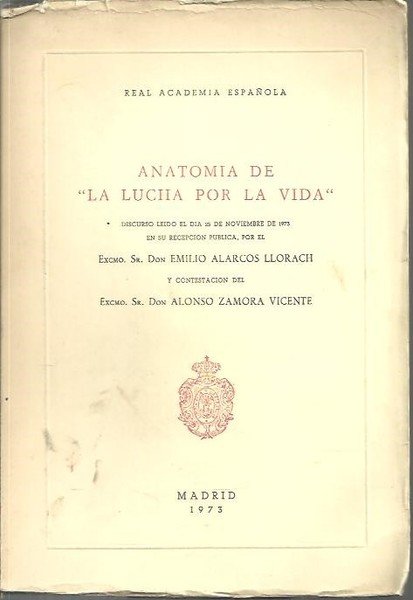 REAL ACADEMIA ESPAÑOLA
ANATOMIA DE
"LA LUCHA POR LA VIDA"
DISCURSO LEIDO EL DIA 25 DE NOVIEMBRE DE 1973
EN SU RECEPCION PUBLICA, POR EL
EXCMO. SR. DON EMILIO ALARCOS LLORACH
Y CONTESTACION DEL
EXCMO. SR. DON ALONSO ZAMORA VICENTE
MADRID
1973